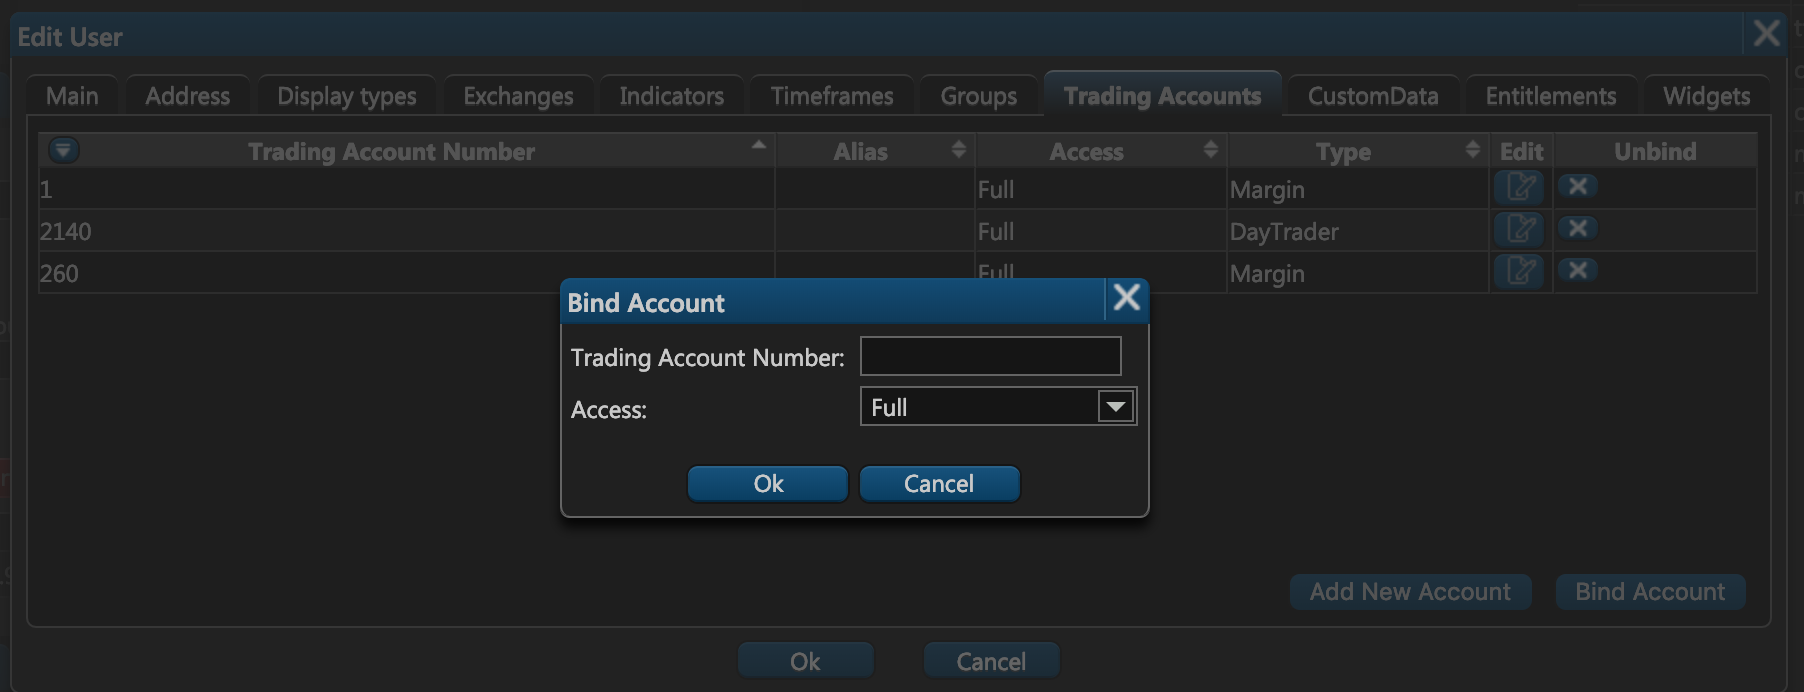 Edit User
Main Address Display types Exchanges Indicators Timeframes Groups Trading Accounts CustomData Entitlements Widgets
Trading Account Number Alias Access Type Edit Unbind
1 Full Margin
2140 Full DayTrader
260 Full Margin
Bind Account
Trading Account Number:
Access: Full
Ok Cancel
Add New Account Bind Account
Ok Cancel